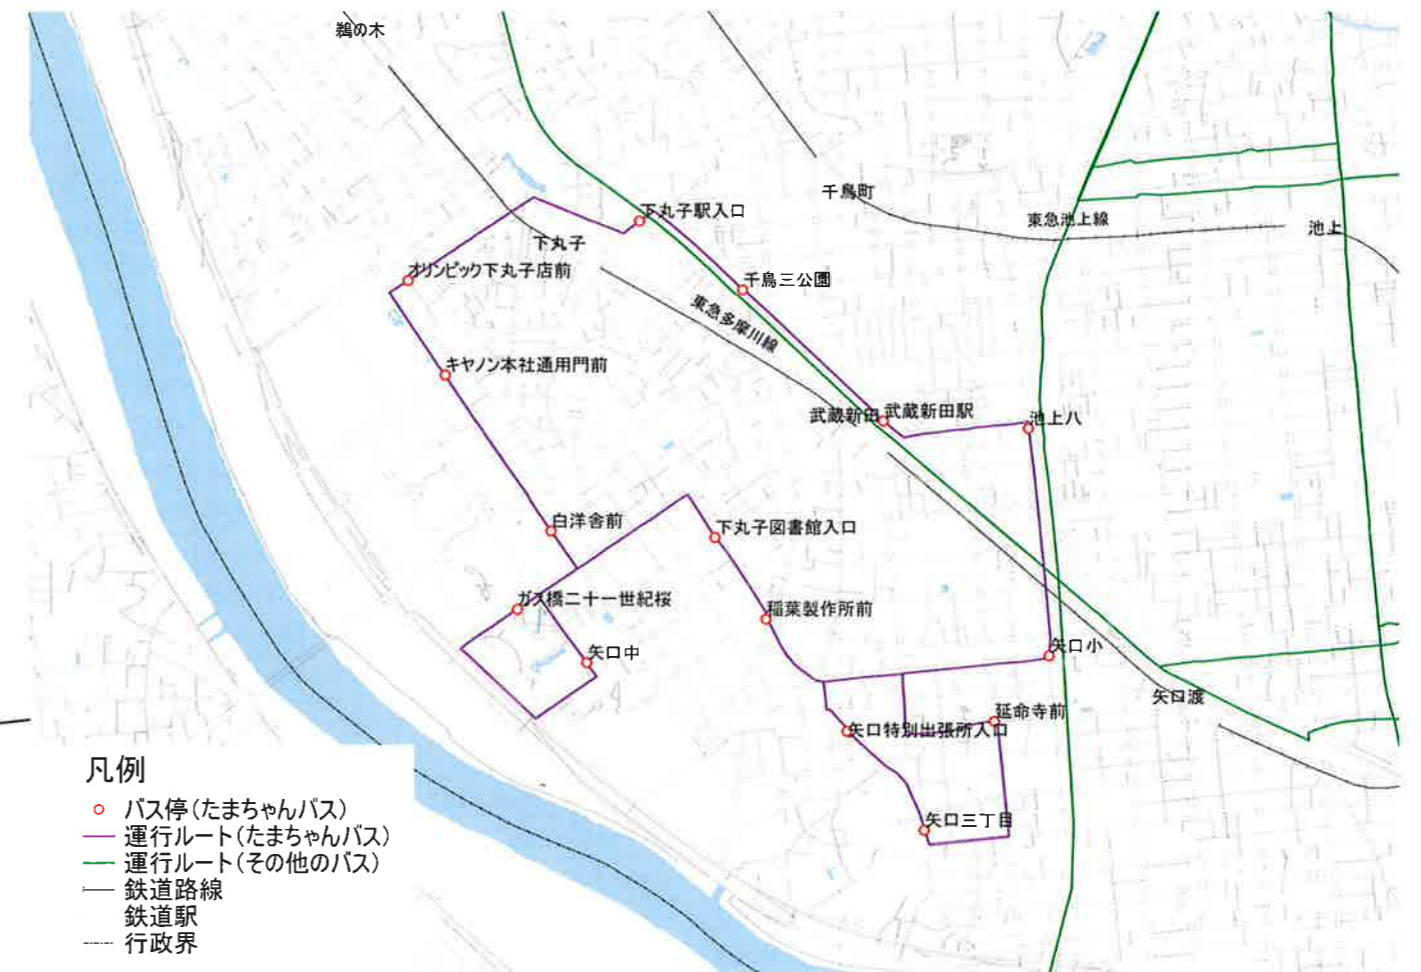 鵜の木
千鳥町
下丸子駅入口
東急池上線
池上
下丸子
オリンピック下丸子店前
千鳥三公園
東急多摩川線
キヤノン本社通用門前
武蔵新田
武蔵新田駅
池上八
白洋舎前
下丸子図書館入口
ガス橋二十一世紀桜
稲葉製作所前
矢口中
矢口小
矢口渡
延命寺前
矢口特別出張所入口
矢口三丁目
凡例
バス停(たまちゃんバス)
運行ルート(たまちゃんバス)
運行ルート(その他のバス)
鉄道路線
鉄道駅
行政界